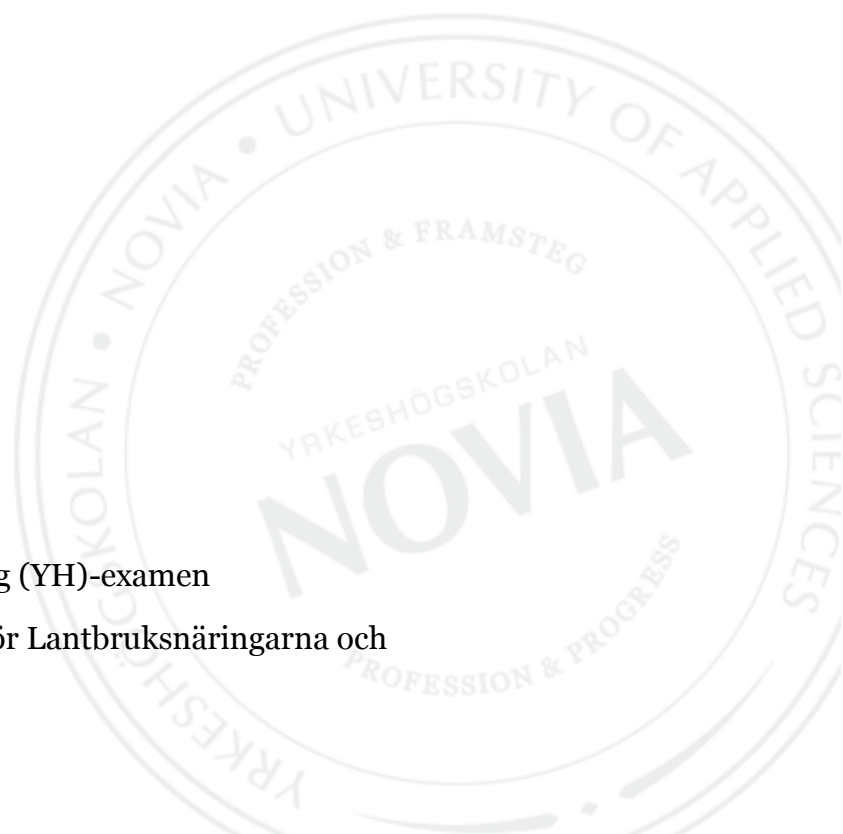 YRKESHÖGSKOLAN • NOVIA • UNIVERSITY OF APPLIED SCIENCES
PROFESSION & FRAMSTEG
YRKESHÖGSKOLAN
NOVIA
PROFESSION & PROGRESS
g (YH)-examen
ör Lantbruksnäringarna och